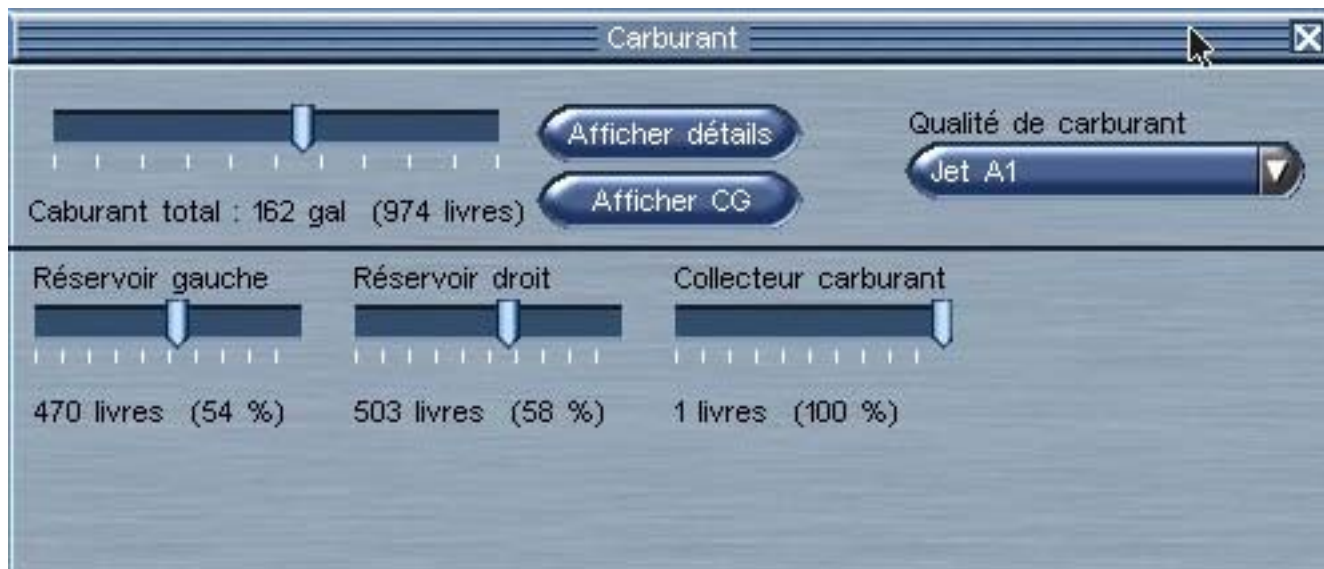 Carburant
Afficher détails
Qualité de carburant
Jet A1
Afficher CG
Caburant total : 162 gal (974 livres)
Réservoir gauche
Réservoir droit
Collecteur carburant
470 livres (54 %)
503 livres (58 %)
1 livres (100 %)